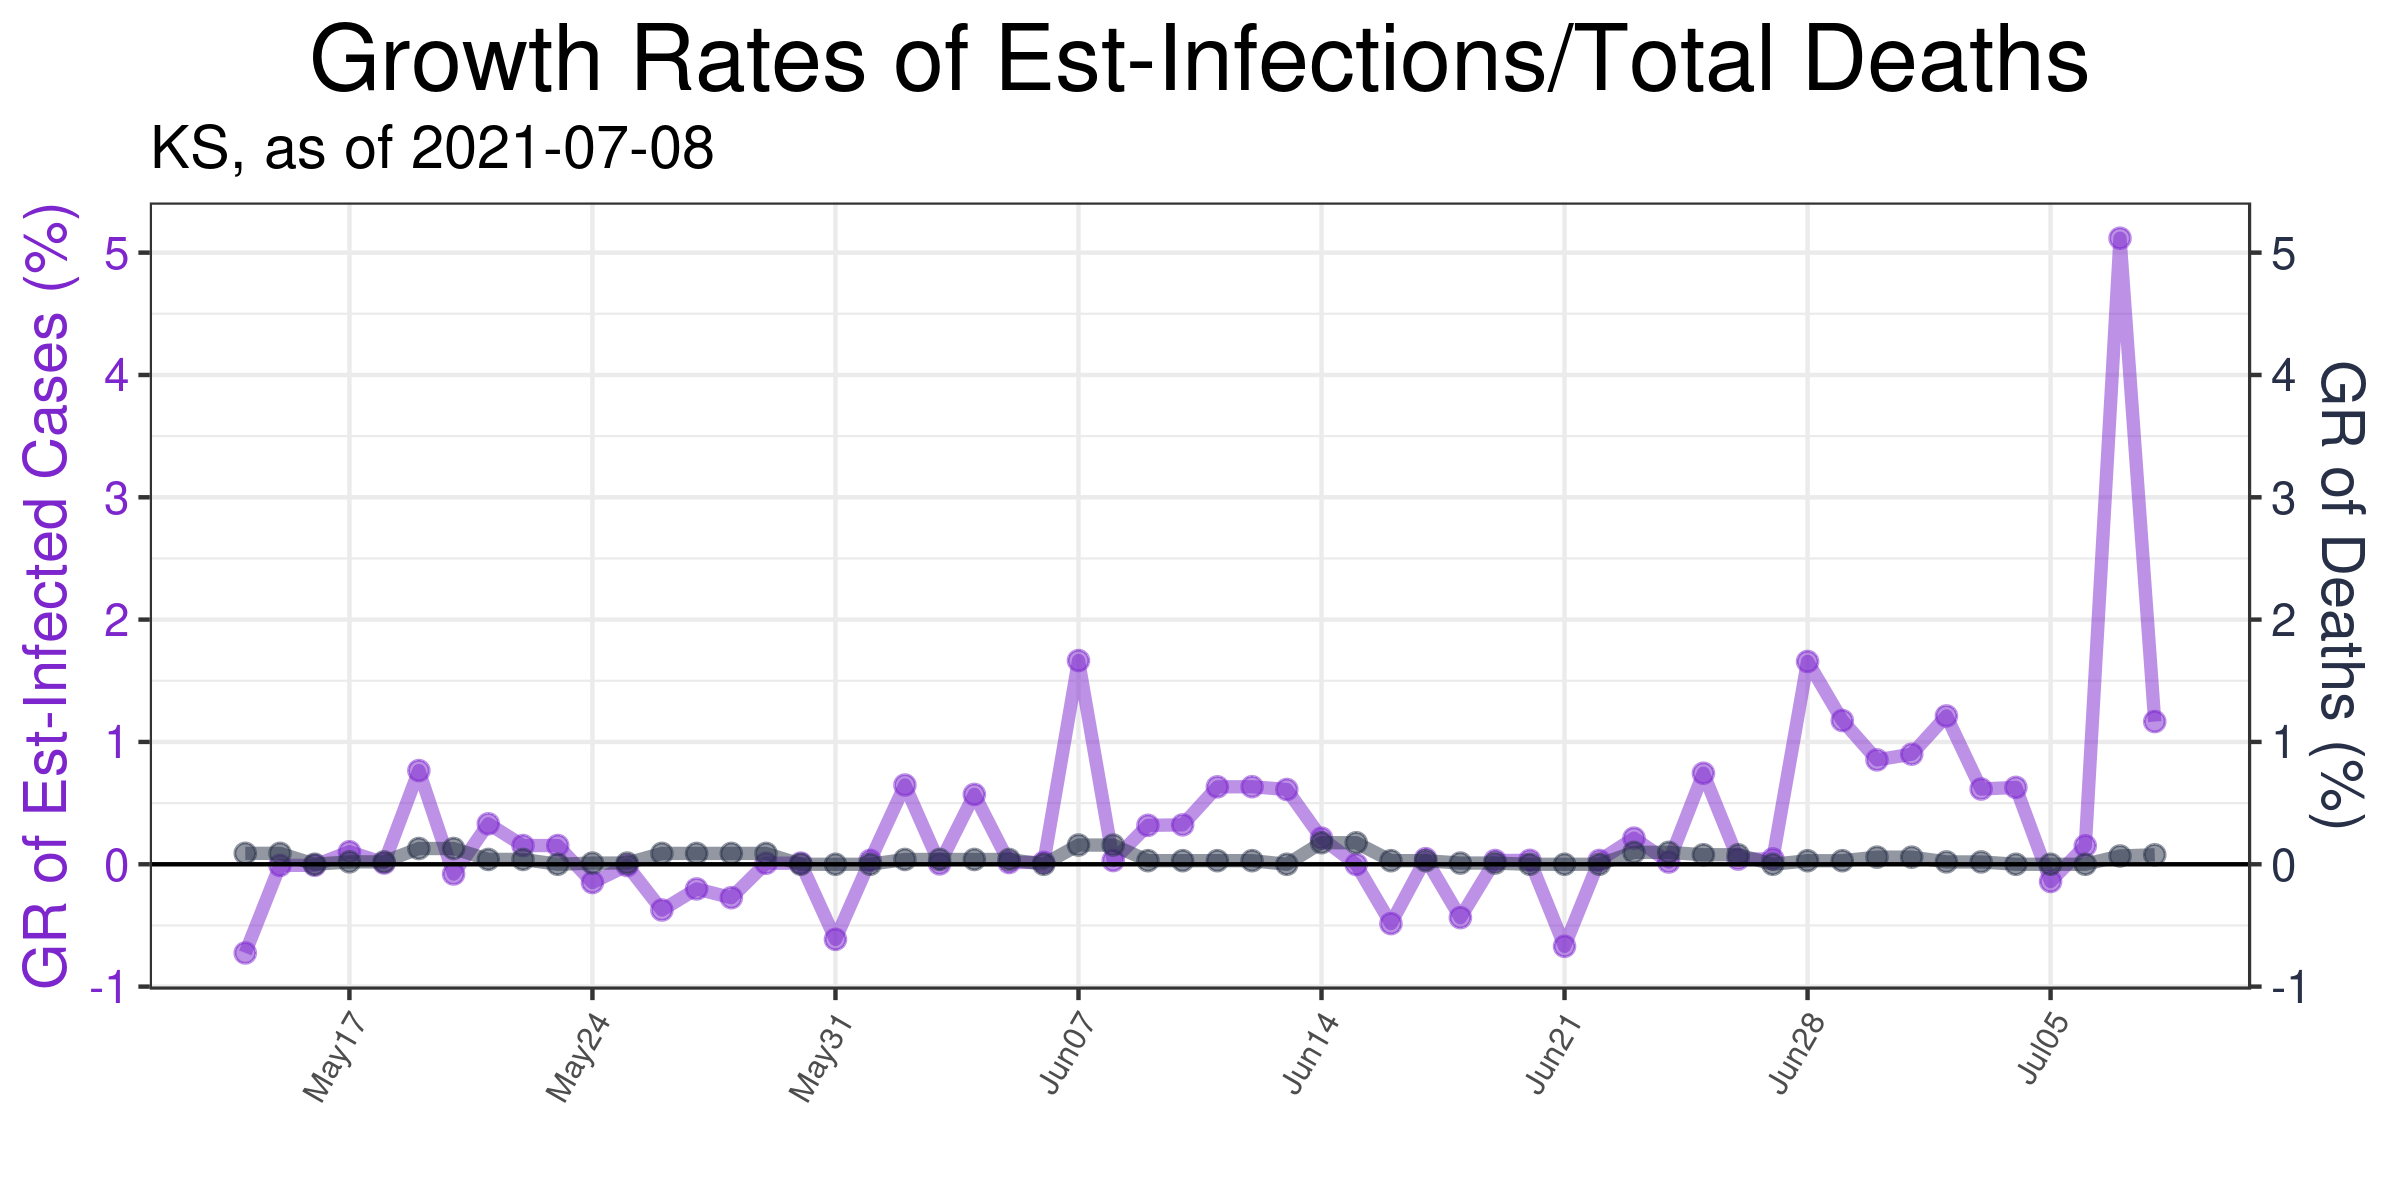 Growth Rates of Est-Infections/Total Deaths
KS, as of 2021-07-08
GR of Est-Infected Cases (%)
5
4
3
2
1
0
-1
5
4
3
2
1
0
-1
GR of Deaths (%)
May17
May24
May31
Jun07
Jun14
Jun21
Jun28
Jul05